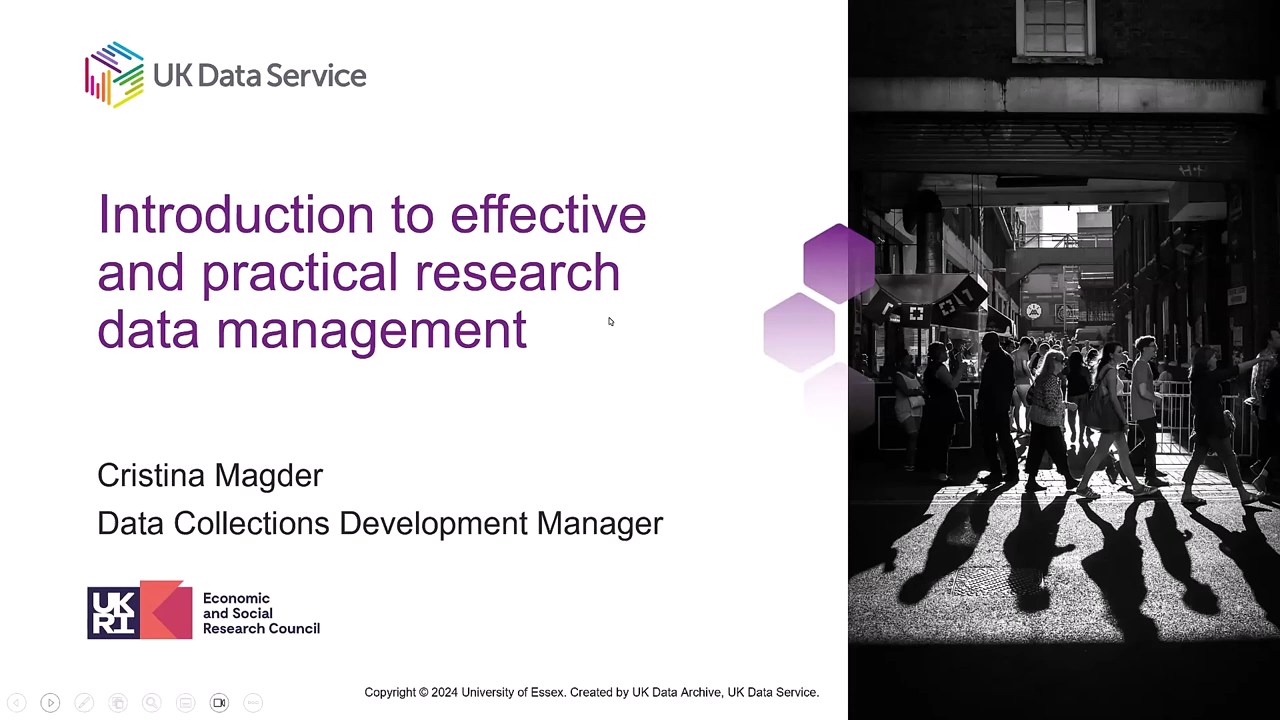 UK Data Service
Introduction to effective
and practical research
data management
Cristina Magder
Data Collections Development Manager
UK
RI
Economic
and Social
Research Council
Copyright © 2024 University of Essex. Created by UK Data Archive, UK Data Service.